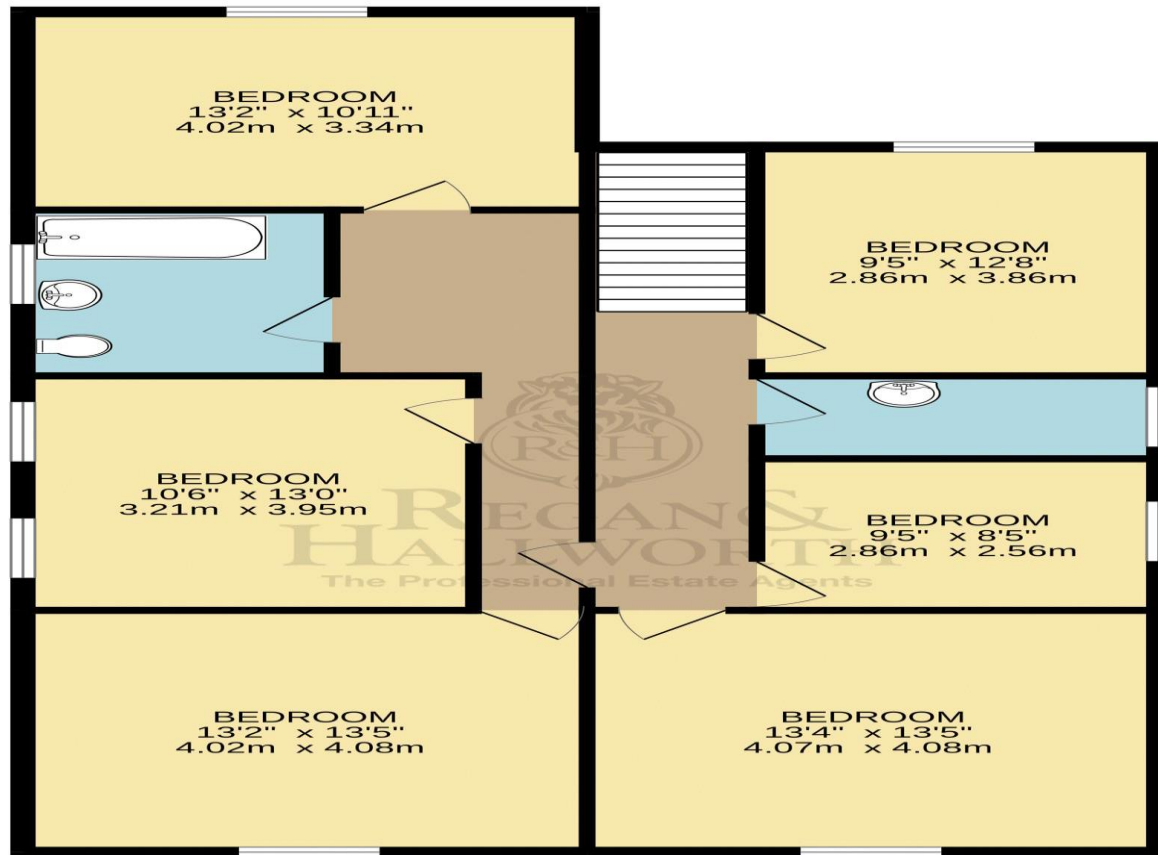 BEDROOM
13'2" x 10'11"
4.02m x 3.34m
BEDROOM
9'5" x 12'8"
2.86m x 3.86m
BEDROOM
10'6" x 13'0"
3.21m x 3.95m
R&H
REGAN &
HALLWORTH
The Professional Estate Agents
BEDROOM
9'5" x 8'5"
2.86m x 2.56m
BEDROOM
13'2" x 13'5"
4.02m x 4.08m
BEDROOM
13'4" x 13'5"
4.07m x 4.08m